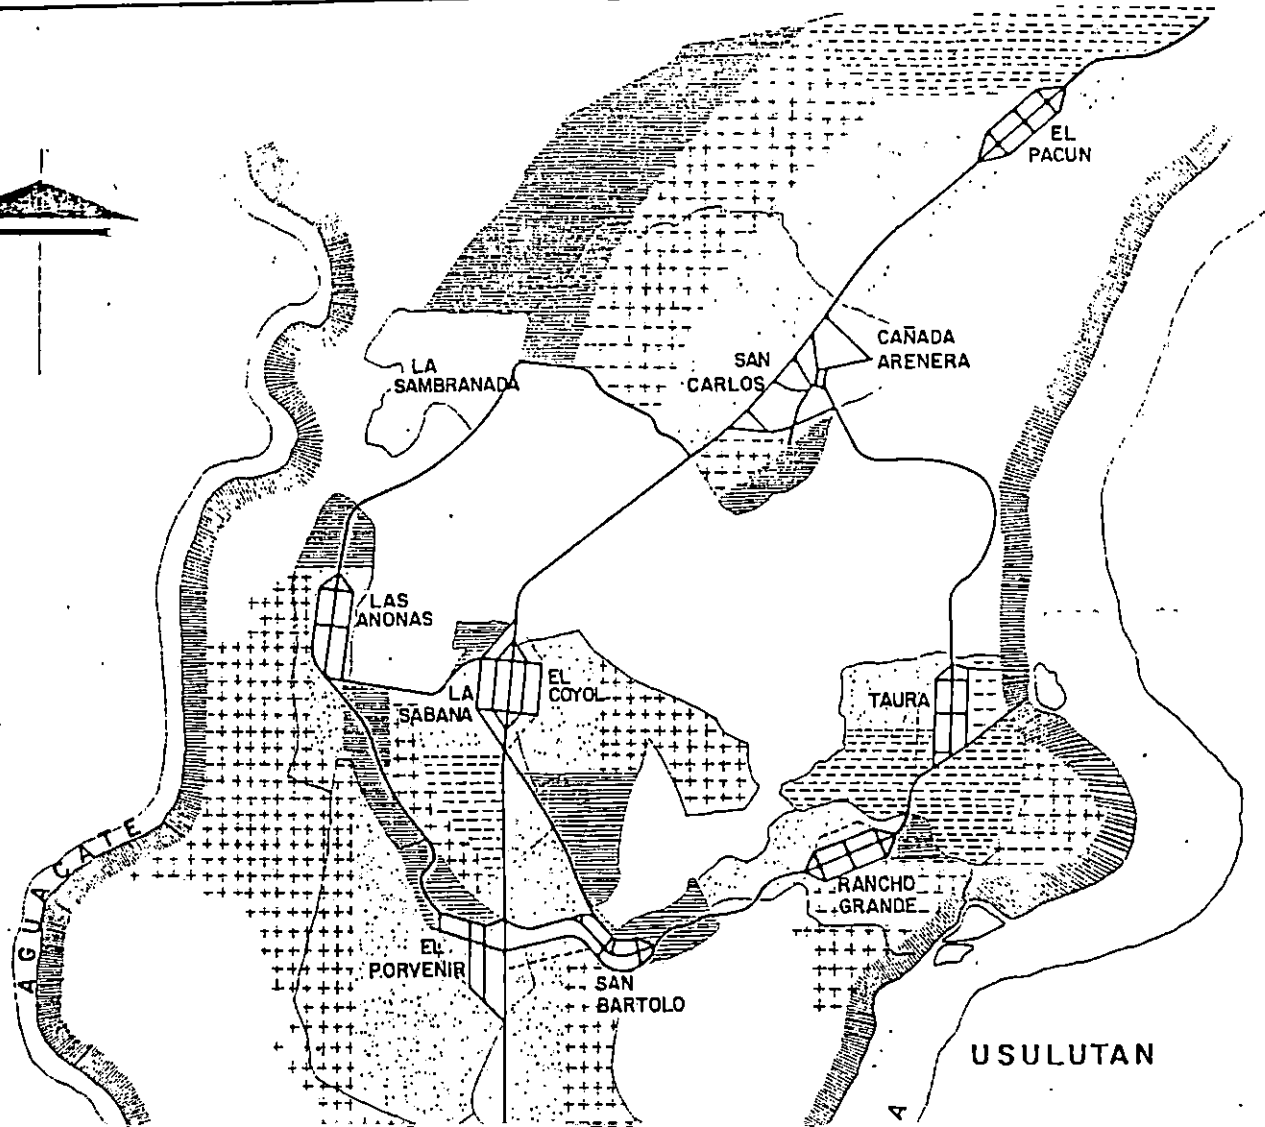 EL
PACUN
CAÑADA
ARENERA
SAN
CARLOS
LA
SAMBRANADA
LAS
ANONAS
EL
COYOL
LA
SABANA
TAURA
AGUACATE
RANCHO
GRANDE
EL
PORVENIR
SAN
BARTOLO
USULUTAN
A